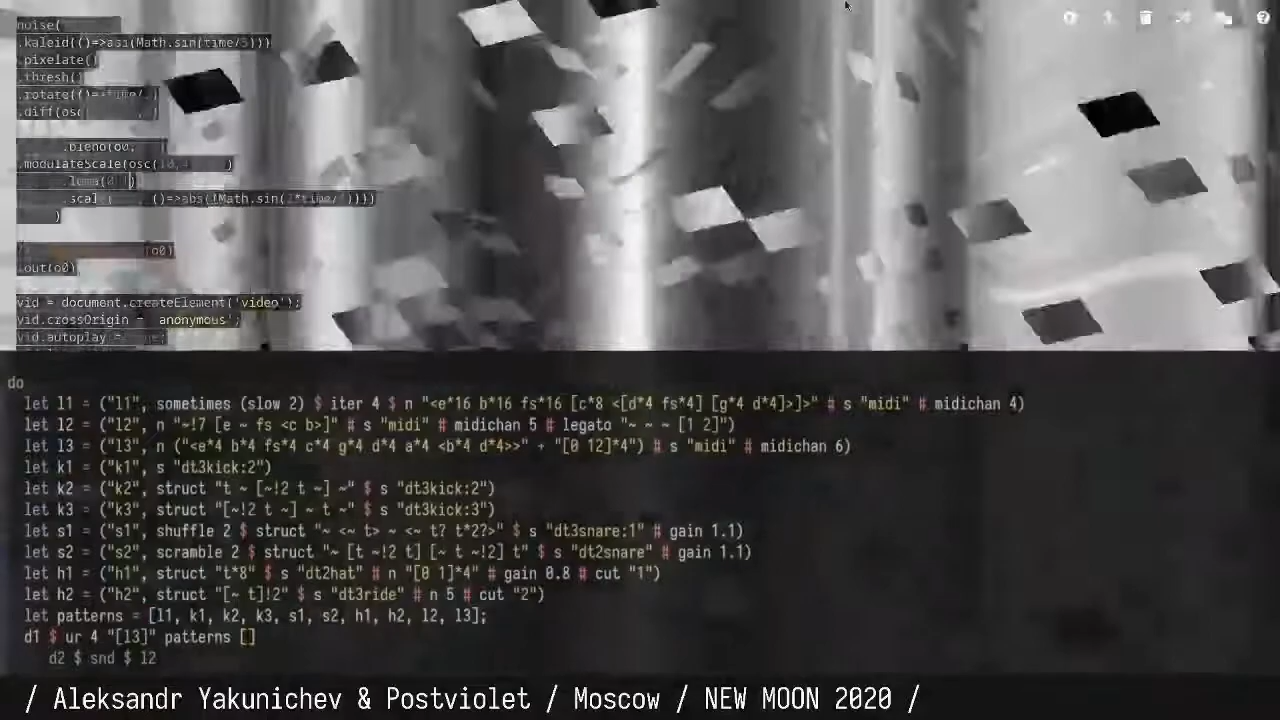 noise(
.kaleid(()=>asi(Math.sin(time/5)))
.pixelate()
.thresh()
.rotate(()=>time/ )
.diff(osc( )
.blend(o0)
.modulateScale(osc(10, )
.luma(0. )
.scal ( ()=>abs(!Math.sin(2*time/ ))))
)
(o0)
.out(o0)
vid = document.createElement('video');
vid.crossOrigin = anonymous';
vid.autoplay = ;
do
let l1 = ("l1", sometimes (slow 2) $ iter 4 $ n "<e*16 b*16 fs*16 [c*8 <[d*4 fs*4] [g*4 d*4]>]>" # s "midi" # midichan 4)
let l2 = ("l2", n "~!7 [e ~ fs <c b>]" # s "midi" # midichan 5 # legato "~ ~ ~ [1 2]")
let l3 = ("l3", n ("<e*4 b*4 fs*4 c*4 g*4 d*4 a*4 <b*4 d*4>>" + "[0 12]*4") # s "midi" # midichan 6)
let k1 = ("k1", s "dt3kick:2")
let k2 = ("k2", struct "t ~ [~!2 t ~] ~" $ s "dt3kick:2")
let k3 = ("k3", struct "[~!2 t ~] ~ t ~" $ s "dt3kick:3")
let s1 = ("s1", shuffle 2 $ struct "~ <~ t> ~ <~ t? t*2?>" $ s "dt3snare:1" # gain 1.1)
let s2 = ("s2", scramble 2 $ struct "~ [t ~!2 t] [~ t ~!2] t" $ s "dt2snare" # gain 1.1)
let h1 = ("h1", struct "t*8" $ s "dt2hat" # n "[0 1]*4" # gain 0.8 # cut "1")
let h2 = ("h2", struct "[~ t]!2" $ s "dt3ride" # n 5 # cut "2")
let patterns = [l1, k1, k2, k3, s1, s2, h1, h2, l2, l3];
d1 $ ur 4 "[l3]" patterns []
d2 $ snd $ l2
/ Aleksandr Yakunichev & Postviolet / Moscow / NEW MOON 2020 /